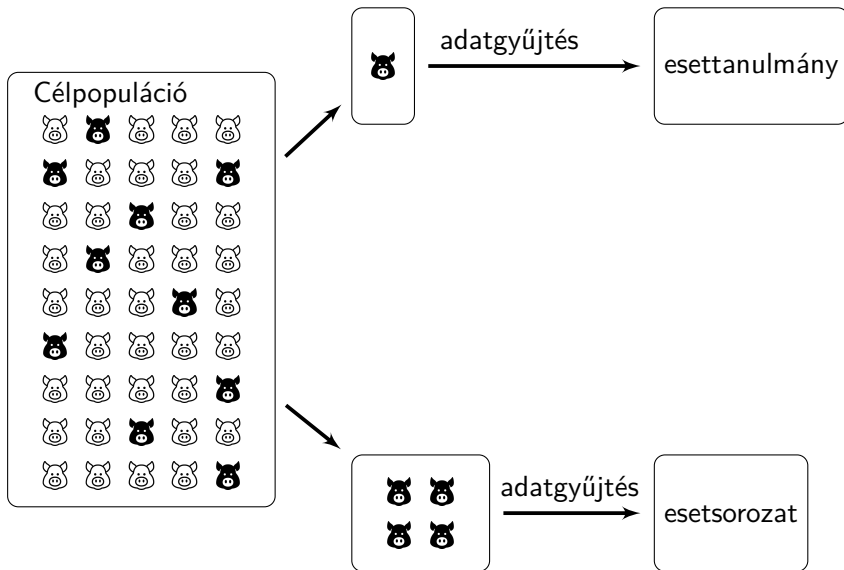 Célpopuláció
adatgyűjtés
esettanulmány
adatgyűjtés
esetsorozat